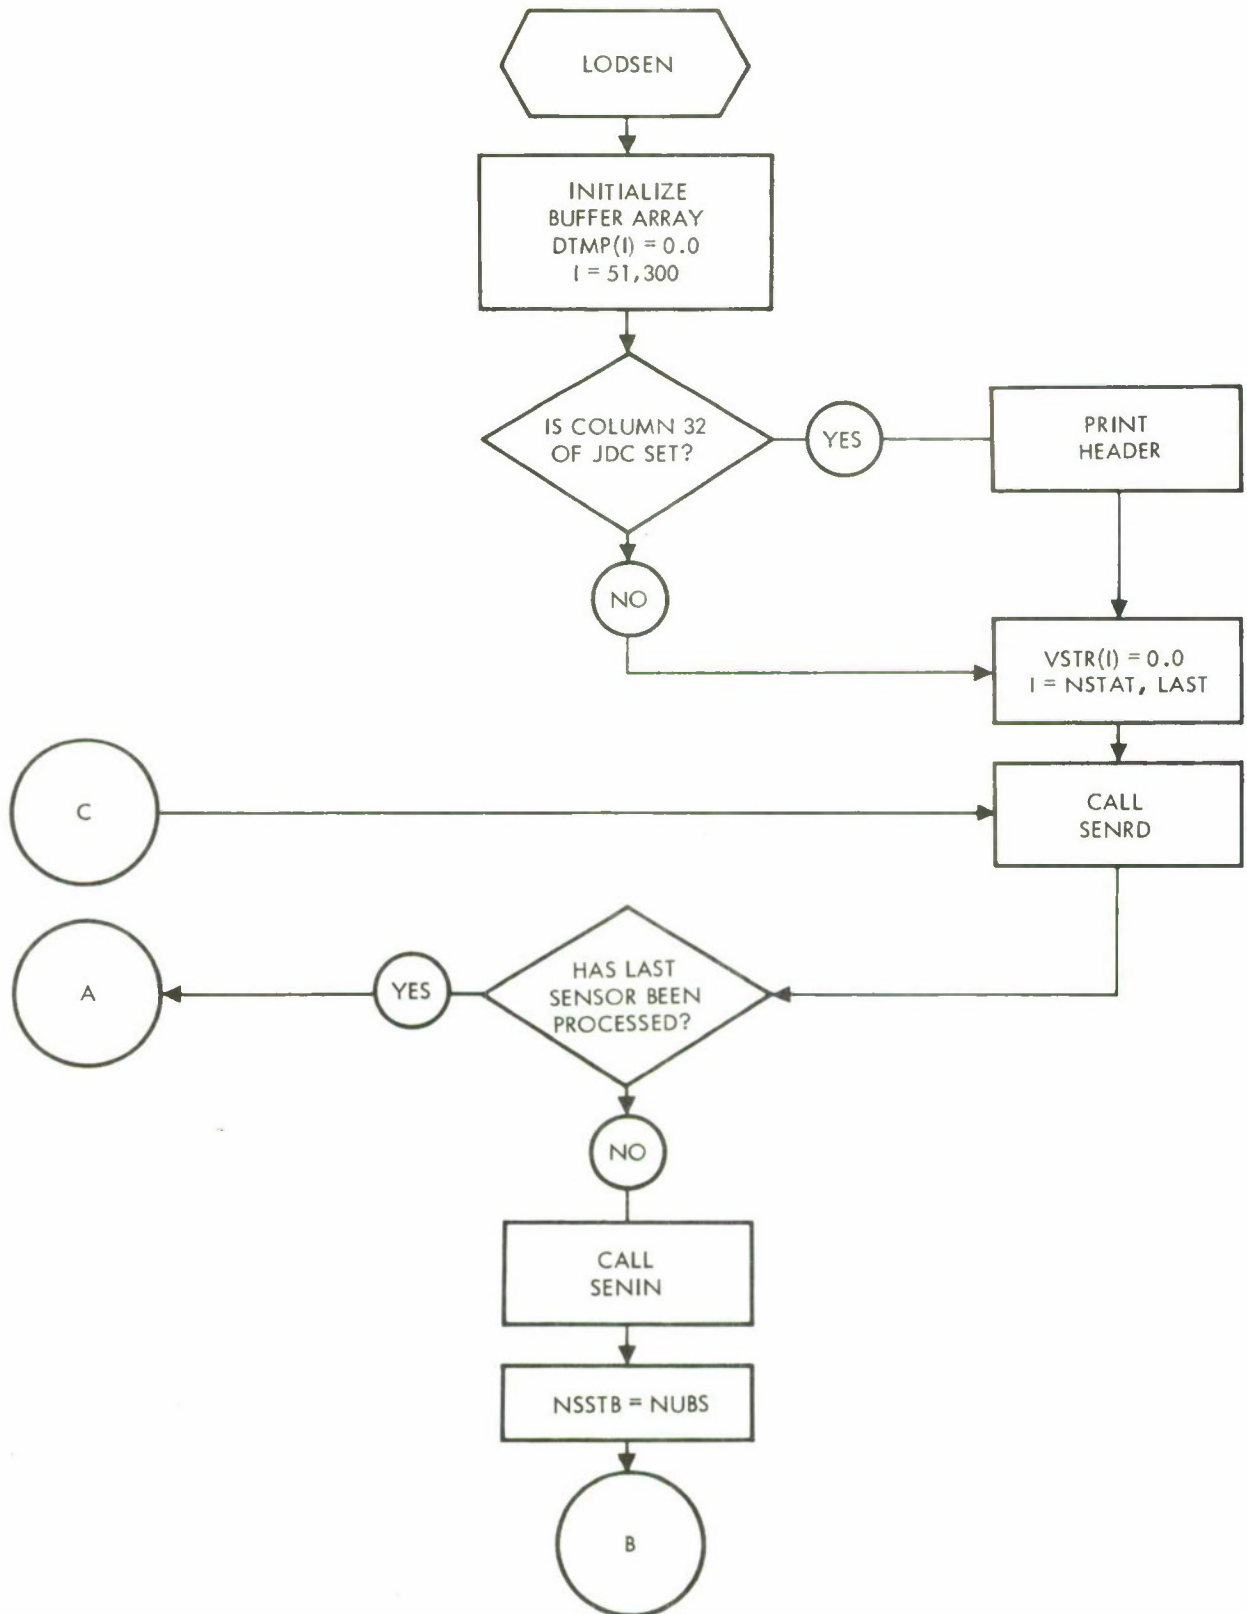 LODSEN
INITIALIZE
BUFFER ARRAY
DTMP(I) = 0.0
I = 51,300
IS COLUMN 32
OF JDC SET?
YES
PRINT
HEADER
NO
VSTR(I) = 0.0
I = NSTAT, LAST
C
CALL
SENRD
A
YES
HAS LAST
SENSOR BEEN
PROCESSED?
NO
CALL
SENIN
NSSTB = NUBS
B